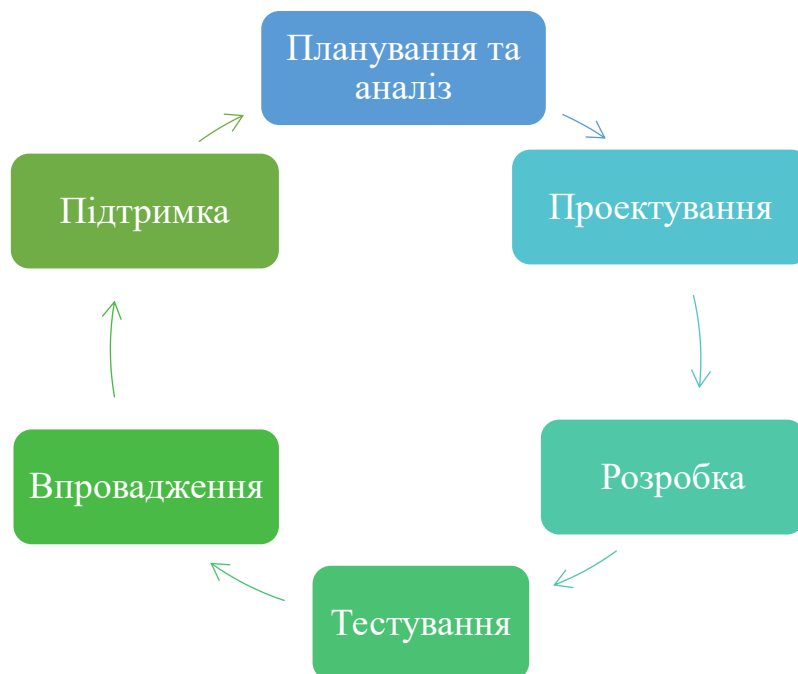 Планування та
аналіз
Проектування
Розробка
Тестування
Впровадження
Підтримка